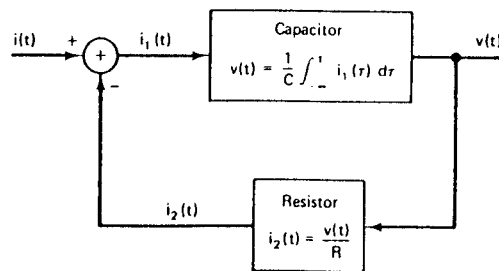 Capacitor
i(t) + i₁(t) v(t) = 1/C ∫₋∞ᵗ i₁(τ) dτ v(t)
+
−
i₂(t)
Resistor
i₂(t) = v(t)/R